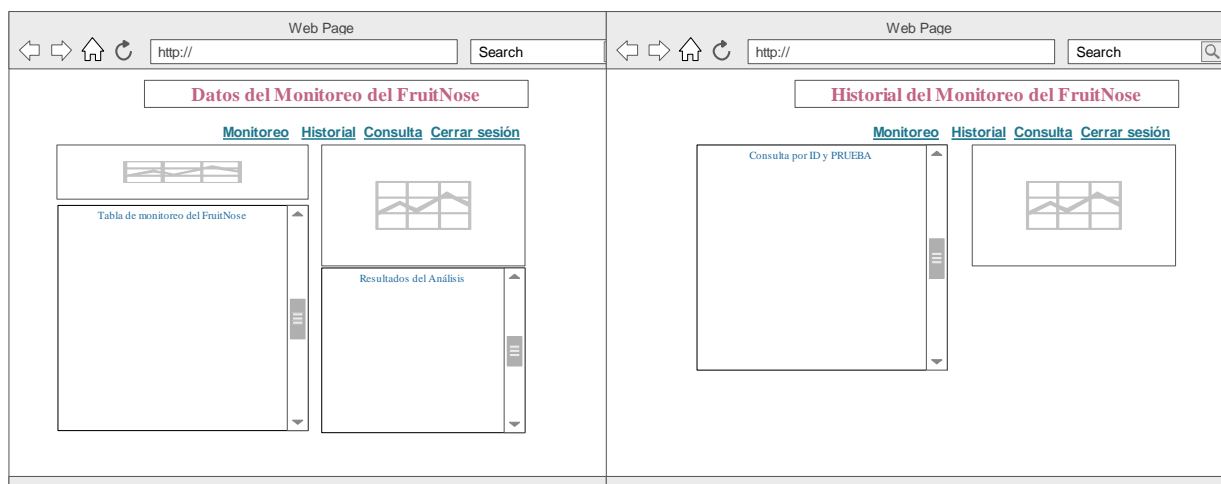 Web Page
http://
Search
Datos del Monitoreo del FruitNose
Monitoreo Historial Consulta Cerrar sesión
Tabla de monitoreo del FruitNose
Resultados del Análisis
Web Page
http://
Search
Historial del Monitoreo del FruitNose
Monitoreo Historial Consulta Cerrar sesión
Consulta por ID y PRUEBA